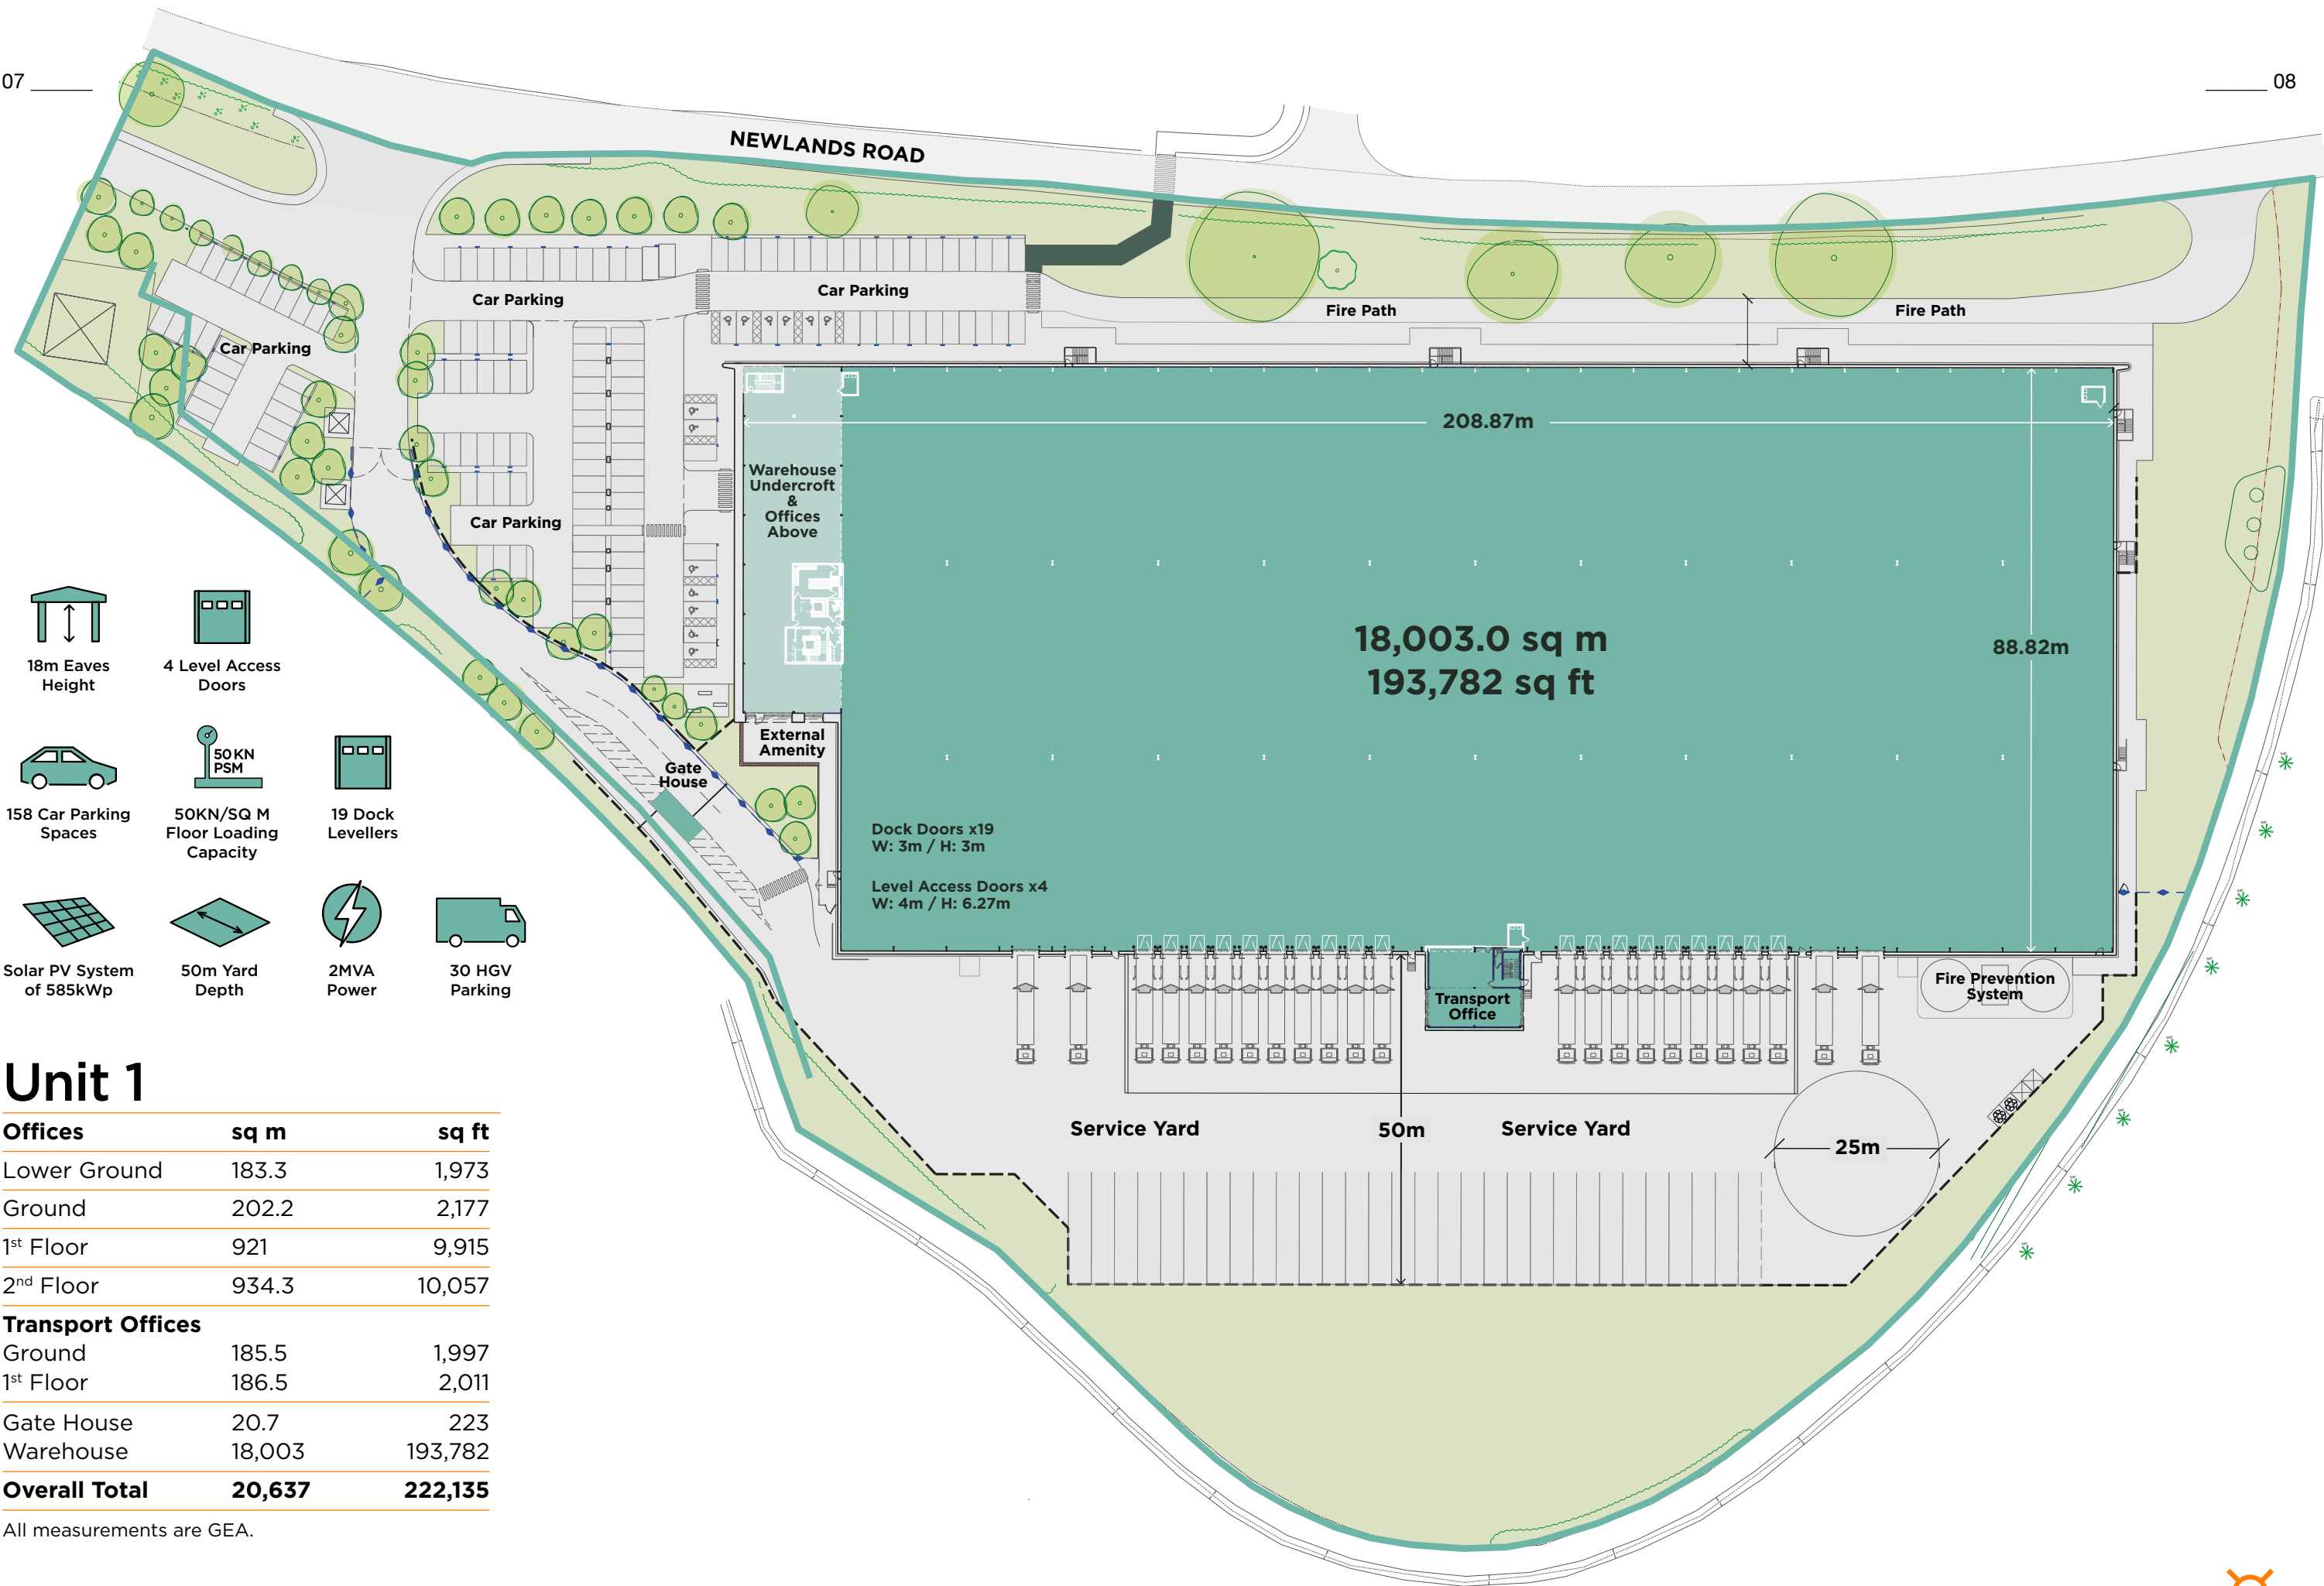 07
08
NEWLANDS ROAD
Car Parking
Car Parking
Fire Path
Fire Path
Car Parking
208.87m
Warehouse
Undercroft
&
Offices
Above
Car Parking
18,003.0 sq m
193,782 sq ft
88.82m
18m Eaves
Height
4 Level Access
Doors
External
Amenity
Gate
House
50 KN
PSM
158 Car Parking
Spaces
50KN/SQ M
Floor Loading
Capacity
19 Dock
Levellers
Dock Doors x19
W: 3m / H: 3m
Level Access Doors x4
W: 4m / H: 6.27m
Solar PV System
of 585kWp
50m Yard
Depth
2MVA
Power
30 HGV
Parking
Transport
Office
Fire Prevention
System
Service Yard
50m
Service Yard
25m
Unit 1
Offices sq m sq ft
Lower Ground 183.3 1,973
Ground 202.2 2,177
1st Floor 921 9,915
2nd Floor 934.3 10,057
Transport Offices
Ground 185.5 1,997
1st Floor 186.5 2,011
Gate House 20.7 223
Warehouse 18,003 193,782
Overall Total 20,637 222,135
All measurements are GEA.